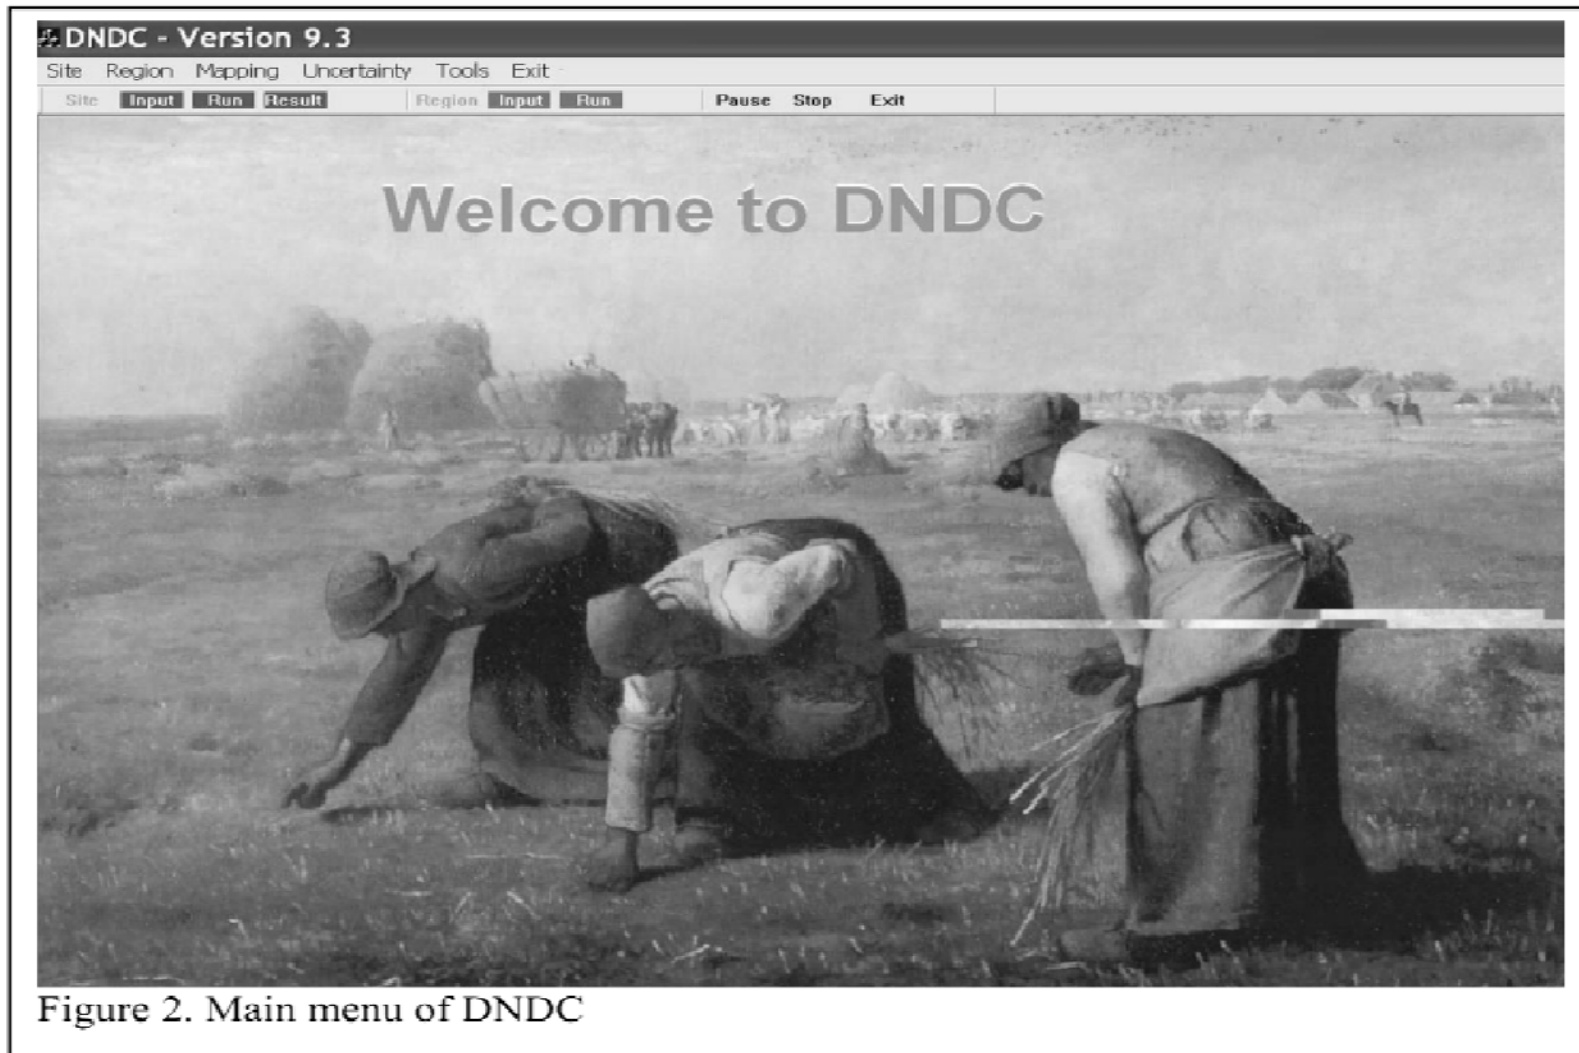 DNDC - Version 9.3
Site Region Mapping Uncertainty Tools Exit
Site Input Run Result Region Input Run Pause Stop Exit
Welcome to DNDC
Figure 2. Main menu of DNDC